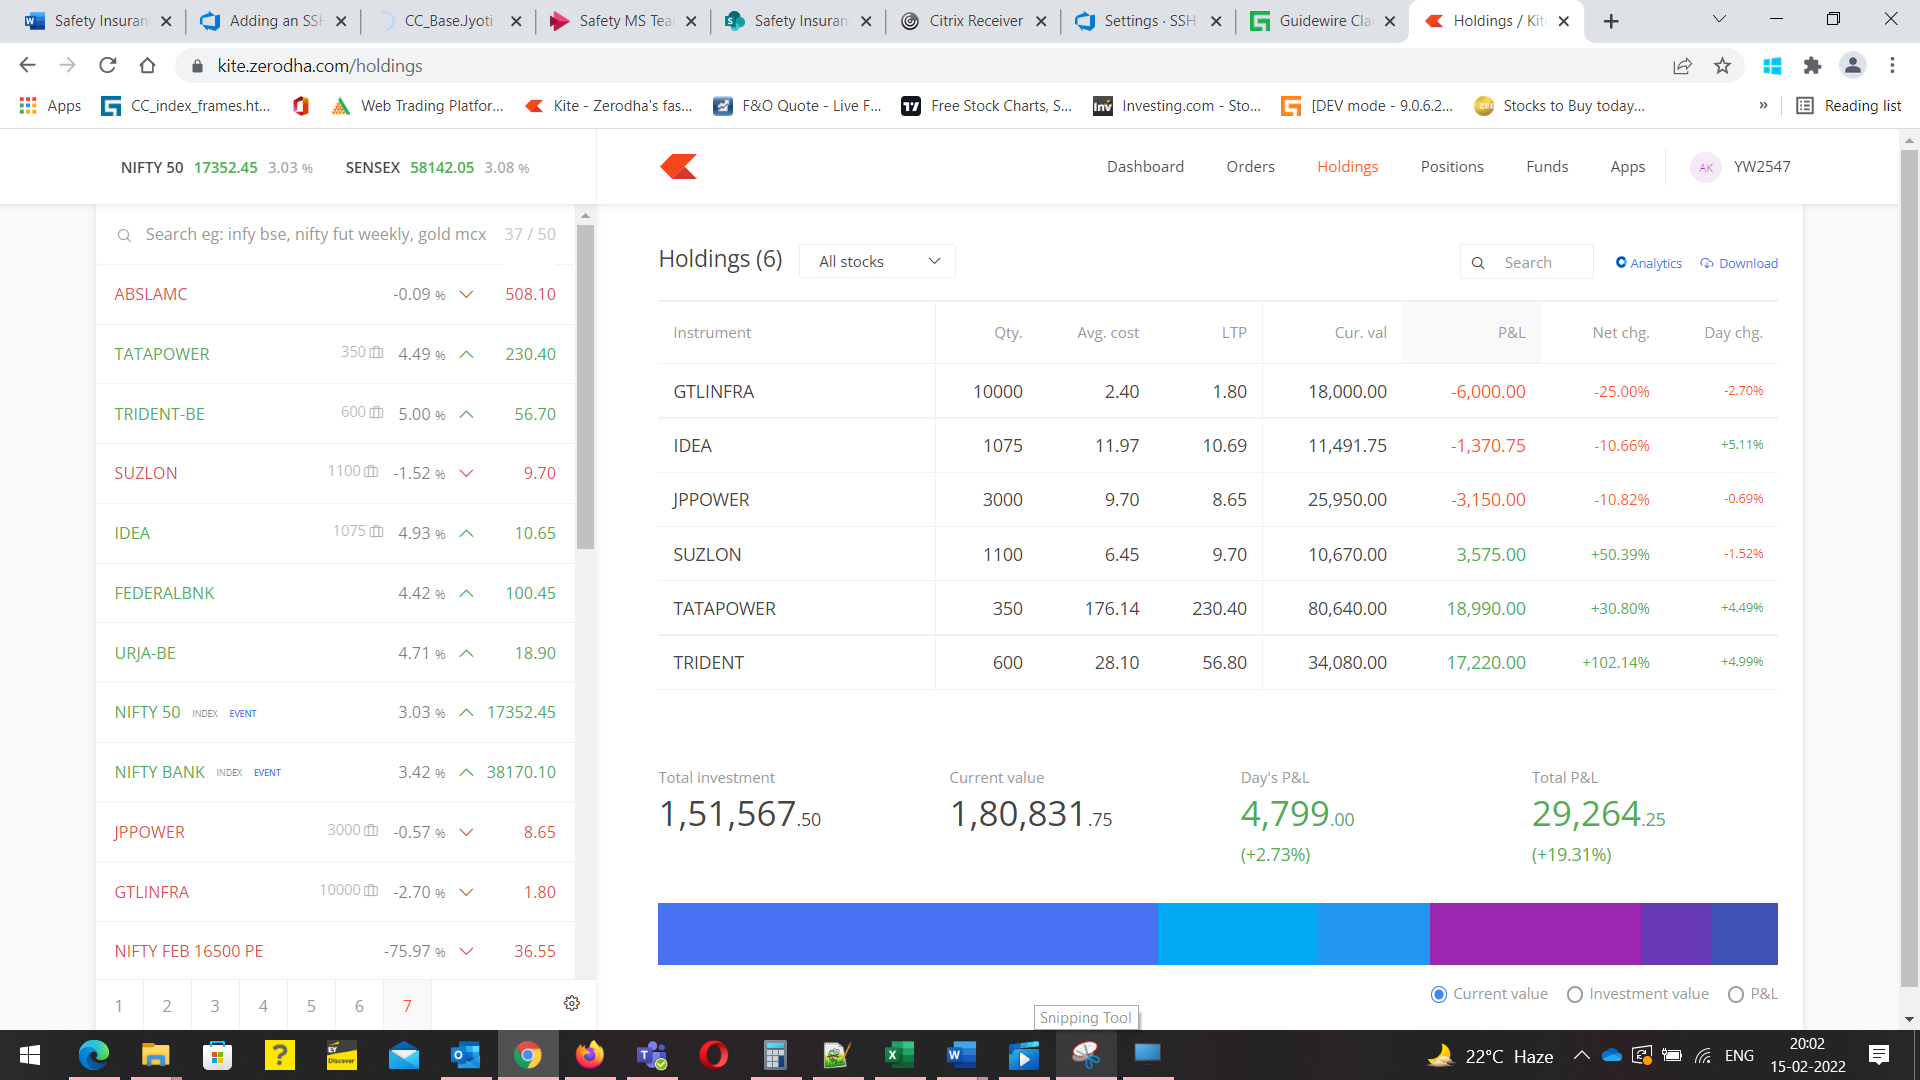 Safety Insuran
Adding an SSH
CC_Base.Jyoti
Safety MS Tea
Safety Insuran
Citrix Receiver
Settings · SSH
Guidewire Cla
Holdings / Kite
kite.zerodha.com/holdings
Apps
CC_index_frames.ht...
Web Trading Platfor...
Kite - Zerodha's fas...
F&O Quote - Live F...
Free Stock Charts, S...
Investing.com - Sto...
[DEV mode - 9.0.6.2...
Stocks to Buy today...
»
Reading list
NIFTY 50 17352.45 3.03 % SENSEX 58142.05 3.08 %
Dashboard Orders Holdings Positions Funds Apps AK YW2547
Search eg: infy bse, nifty fut weekly, gold mcx 37 / 50
ABSLAMC -0.09 % 508.10
TATAPOWER 350 4.49 % 230.40
TRIDENT-BE 600 5.00 % 56.70
SUZLON 1100 -1.52 % 9.70
IDEA 1075 4.93 % 10.65
FEDERALBNK 4.42 % 100.45
URJA-BE 4.71 % 18.90
NIFTY 50 INDEX EVENT 3.03 % 17352.45
NIFTY BANK INDEX EVENT 3.42 % 38170.10
JPPOWER 3000 -0.57 % 8.65
GTLINFRA 10000 -2.70 % 1.80
NIFTY FEB 16500 PE -75.97 % 36.55
1 2 3 4 5 6 7
Holdings (6) All stocks Search Analytics Download
Instrument Qty. Avg. cost LTP Cur. val P&L Net chg. Day chg.
GTLINFRA 10000 2.40 1.80 18,000.00 -6,000.00 -25.00% -2.70%
IDEA 1075 11.97 10.69 11,491.75 -1,370.75 -10.66% +5.11%
JPPOWER 3000 9.70 8.65 25,950.00 -3,150.00 -10.82% -0.69%
SUZLON 1100 6.45 9.70 10,670.00 3,575.00 +50.39% -1.52%
TATAPOWER 350 176.14 230.40 80,640.00 18,990.00 +30.80% +4.49%
TRIDENT 600 28.10 56.80 34,080.00 17,220.00 +102.14% +4.99%
Total investment Current value Day's P&L Total P&L
1,51,567.50 1,80,831.75 4,799.00 29,264.25
(+2.73%) (+19.31%)
Current value Investment value P&L
Snipping Tool
EY
Discover
22°C Haze ENG
20:02
15-02-2022